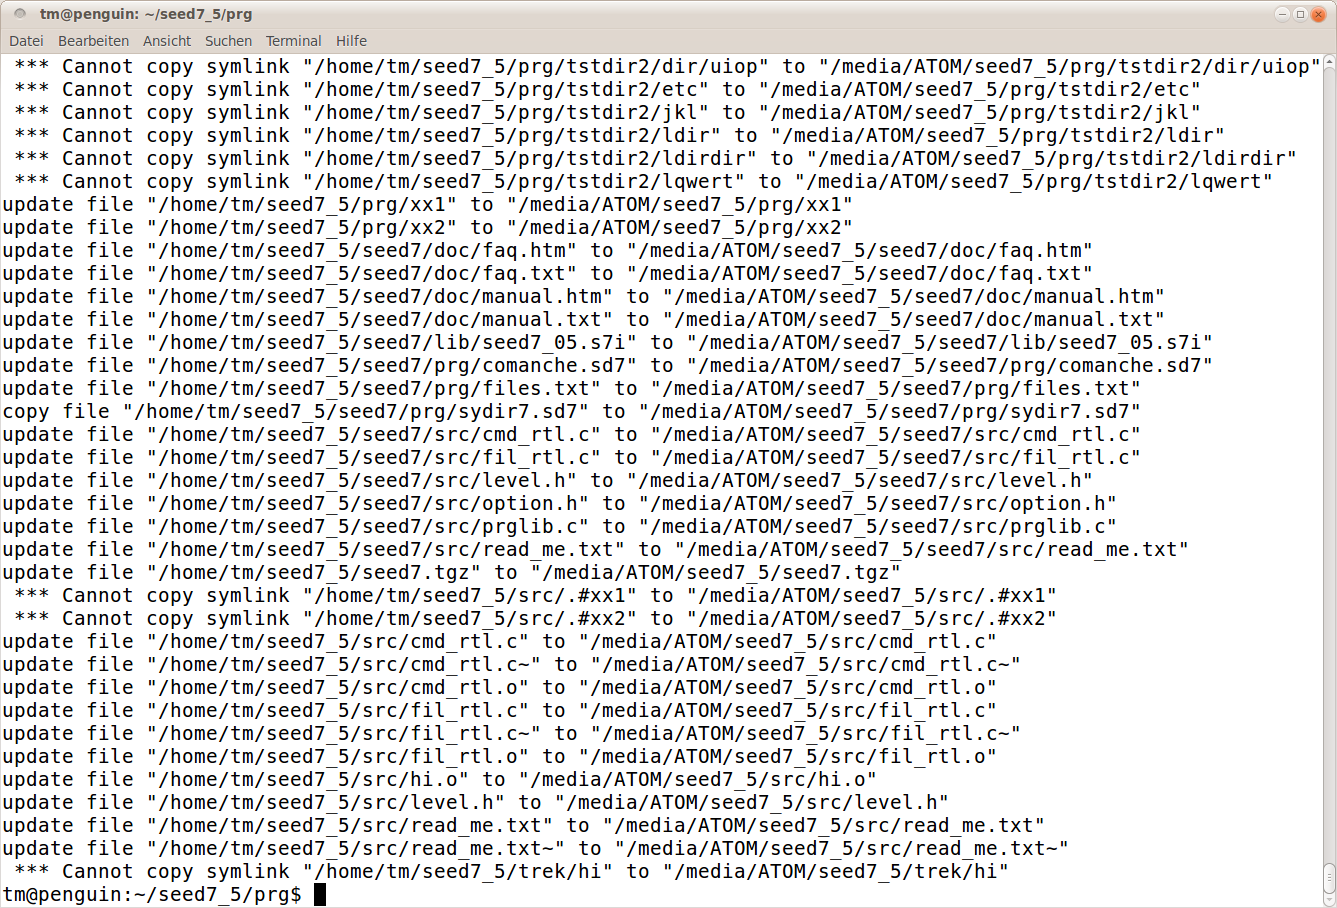 tm@penguin: ~/seed7_5/prg
Datei Bearbeiten Ansicht Suchen Terminal Hilfe
 *** Cannot copy symlink "/home/tm/seed7_5/prg/tstdir2/dir/uiop" to "/media/ATOM/seed7_5/prg/tstdir2/dir/uiop"
 *** Cannot copy symlink "/home/tm/seed7_5/prg/tstdir2/etc" to "/media/ATOM/seed7_5/prg/tstdir2/etc"
 *** Cannot copy symlink "/home/tm/seed7_5/prg/tstdir2/jkl" to "/media/ATOM/seed7_5/prg/tstdir2/jkl"
 *** Cannot copy symlink "/home/tm/seed7_5/prg/tstdir2/ldir" to "/media/ATOM/seed7_5/prg/tstdir2/ldir"
 *** Cannot copy symlink "/home/tm/seed7_5/prg/tstdir2/ldirdir" to "/media/ATOM/seed7_5/prg/tstdir2/ldirdir"
 *** Cannot copy symlink "/home/tm/seed7_5/prg/tstdir2/lqwert" to "/media/ATOM/seed7_5/prg/tstdir2/lqwert"
update file "/home/tm/seed7_5/prg/xx1" to "/media/ATOM/seed7_5/prg/xx1"
update file "/home/tm/seed7_5/prg/xx2" to "/media/ATOM/seed7_5/prg/xx2"
update file "/home/tm/seed7_5/seed7/doc/faq.htm" to "/media/ATOM/seed7_5/seed7/doc/faq.htm"
update file "/home/tm/seed7_5/seed7/doc/faq.txt" to "/media/ATOM/seed7_5/seed7/doc/faq.txt"
update file "/home/tm/seed7_5/seed7/doc/manual.htm" to "/media/ATOM/seed7_5/seed7/doc/manual.htm"
update file "/home/tm/seed7_5/seed7/doc/manual.txt" to "/media/ATOM/seed7_5/seed7/doc/manual.txt"
update file "/home/tm/seed7_5/seed7/lib/seed7_05.s7i" to "/media/ATOM/seed7_5/seed7/lib/seed7_05.s7i"
update file "/home/tm/seed7_5/seed7/prg/comanche.sd7" to "/media/ATOM/seed7_5/seed7/prg/comanche.sd7"
update file "/home/tm/seed7_5/seed7/prg/files.txt" to "/media/ATOM/seed7_5/seed7/prg/files.txt"
copy file "/home/tm/seed7_5/seed7/prg/sydir7.sd7" to "/media/ATOM/seed7_5/seed7/prg/sydir7.sd7"
update file "/home/tm/seed7_5/seed7/src/cmd_rtl.c" to "/media/ATOM/seed7_5/seed7/src/cmd_rtl.c"
update file "/home/tm/seed7_5/seed7/src/fil_rtl.c" to "/media/ATOM/seed7_5/seed7/src/fil_rtl.c"
update file "/home/tm/seed7_5/seed7/src/level.h" to "/media/ATOM/seed7_5/seed7/src/level.h"
update file "/home/tm/seed7_5/seed7/src/option.h" to "/media/ATOM/seed7_5/seed7/src/option.h"
update file "/home/tm/seed7_5/seed7/src/prglib.c" to "/media/ATOM/seed7_5/seed7/src/prglib.c"
update file "/home/tm/seed7_5/seed7/src/read_me.txt" to "/media/ATOM/seed7_5/seed7/src/read_me.txt"
update file "/home/tm/seed7_5/seed7.tgz" to "/media/ATOM/seed7_5/seed7.tgz"
 *** Cannot copy symlink "/home/tm/seed7_5/src/.#xx1" to "/media/ATOM/seed7_5/src/.#xx1"
 *** Cannot copy symlink "/home/tm/seed7_5/src/.#xx2" to "/media/ATOM/seed7_5/src/.#xx2"
update file "/home/tm/seed7_5/src/cmd_rtl.c" to "/media/ATOM/seed7_5/src/cmd_rtl.c"
update file "/home/tm/seed7_5/src/cmd_rtl.c~" to "/media/ATOM/seed7_5/src/cmd_rtl.c~"
update file "/home/tm/seed7_5/src/cmd_rtl.o" to "/media/ATOM/seed7_5/src/cmd_rtl.o"
update file "/home/tm/seed7_5/src/fil_rtl.c" to "/media/ATOM/seed7_5/src/fil_rtl.c"
update file "/home/tm/seed7_5/src/fil_rtl.c~" to "/media/ATOM/seed7_5/src/fil_rtl.c~"
update file "/home/tm/seed7_5/src/fil_rtl.o" to "/media/ATOM/seed7_5/src/fil_rtl.o"
update file "/home/tm/seed7_5/src/hi.o" to "/media/ATOM/seed7_5/src/hi.o"
update file "/home/tm/seed7_5/src/level.h" to "/media/ATOM/seed7_5/src/level.h"
update file "/home/tm/seed7_5/src/read_me.txt" to "/media/ATOM/seed7_5/src/read_me.txt"
update file "/home/tm/seed7_5/src/read_me.txt~" to "/media/ATOM/seed7_5/src/read_me.txt~"
 *** Cannot copy symlink "/home/tm/seed7_5/trek/hi" to "/media/ATOM/seed7_5/trek/hi"
tm@penguin:~/seed7_5/prg$